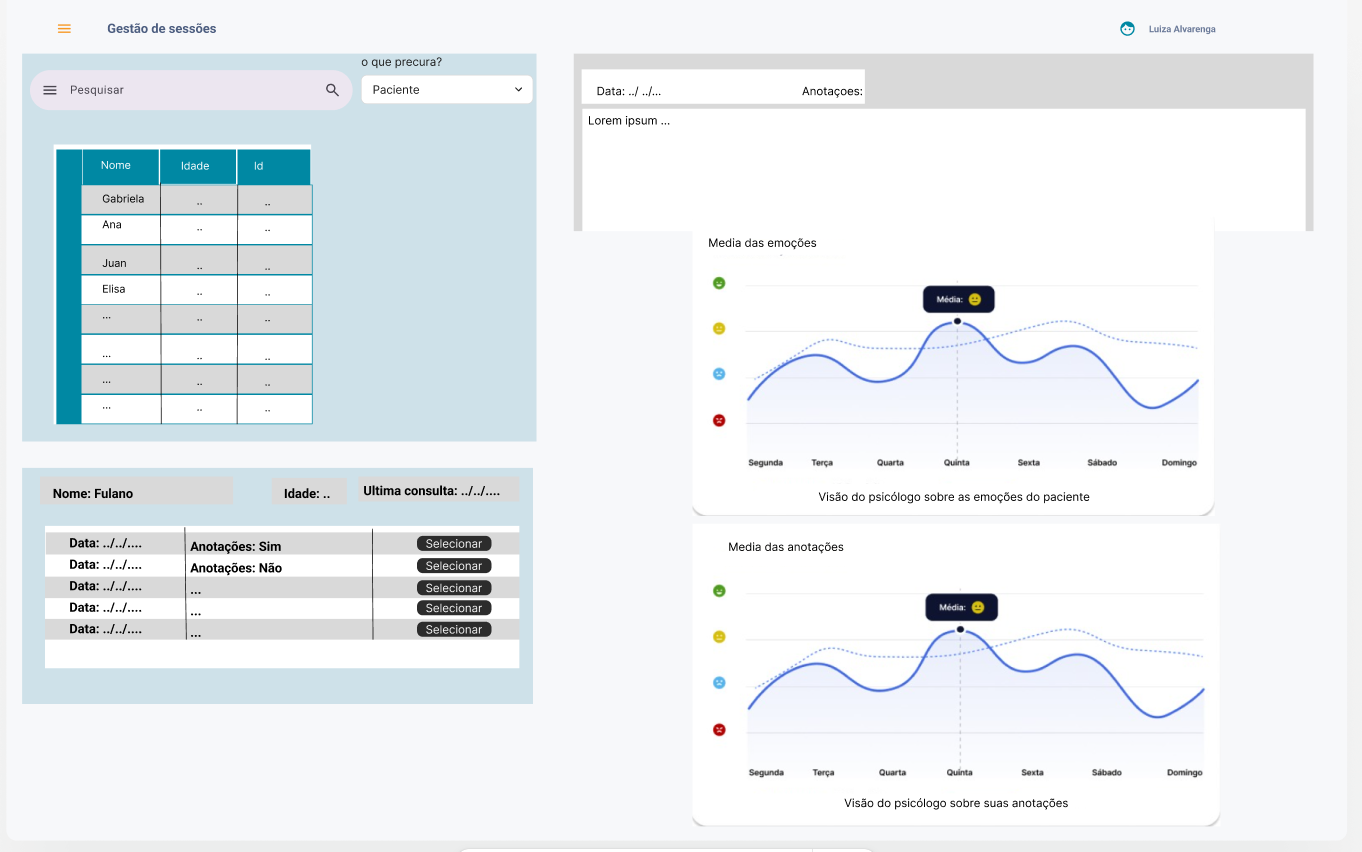 Gestão de sessões
Luiza Alvarenga
o que precura?
Pesquisar
Paciente
Nome Idade Id
Gabriela .. ..
Ana .. ..
Juan .. ..
Elisa .. ..
... .. ..
... .. ..
... .. ..
... .. ..
Nome: Fulano
Idade: ..
Ultima consulta: ../../....
Data: ../../.... Anotações: Sim Selecionar
Data: ../../.... Anotações: Não Selecionar
Data: ../../.... ... Selecionar
Data: ../../.... ... Selecionar
Data: ../../.... ... Selecionar
Data: ../ ../... Anotaçoes:
Lorem ipsum ...
Media das emoções
Média:
Segunda Terça Quarta Quinta Sexta Sábado Domingo
Visão do psicólogo sobre as emoções do paciente
Media das anotações
Média:
Segunda Terça Quarta Quinta Sexta Sábado Domingo
Visão do psicólogo sobre suas anotações